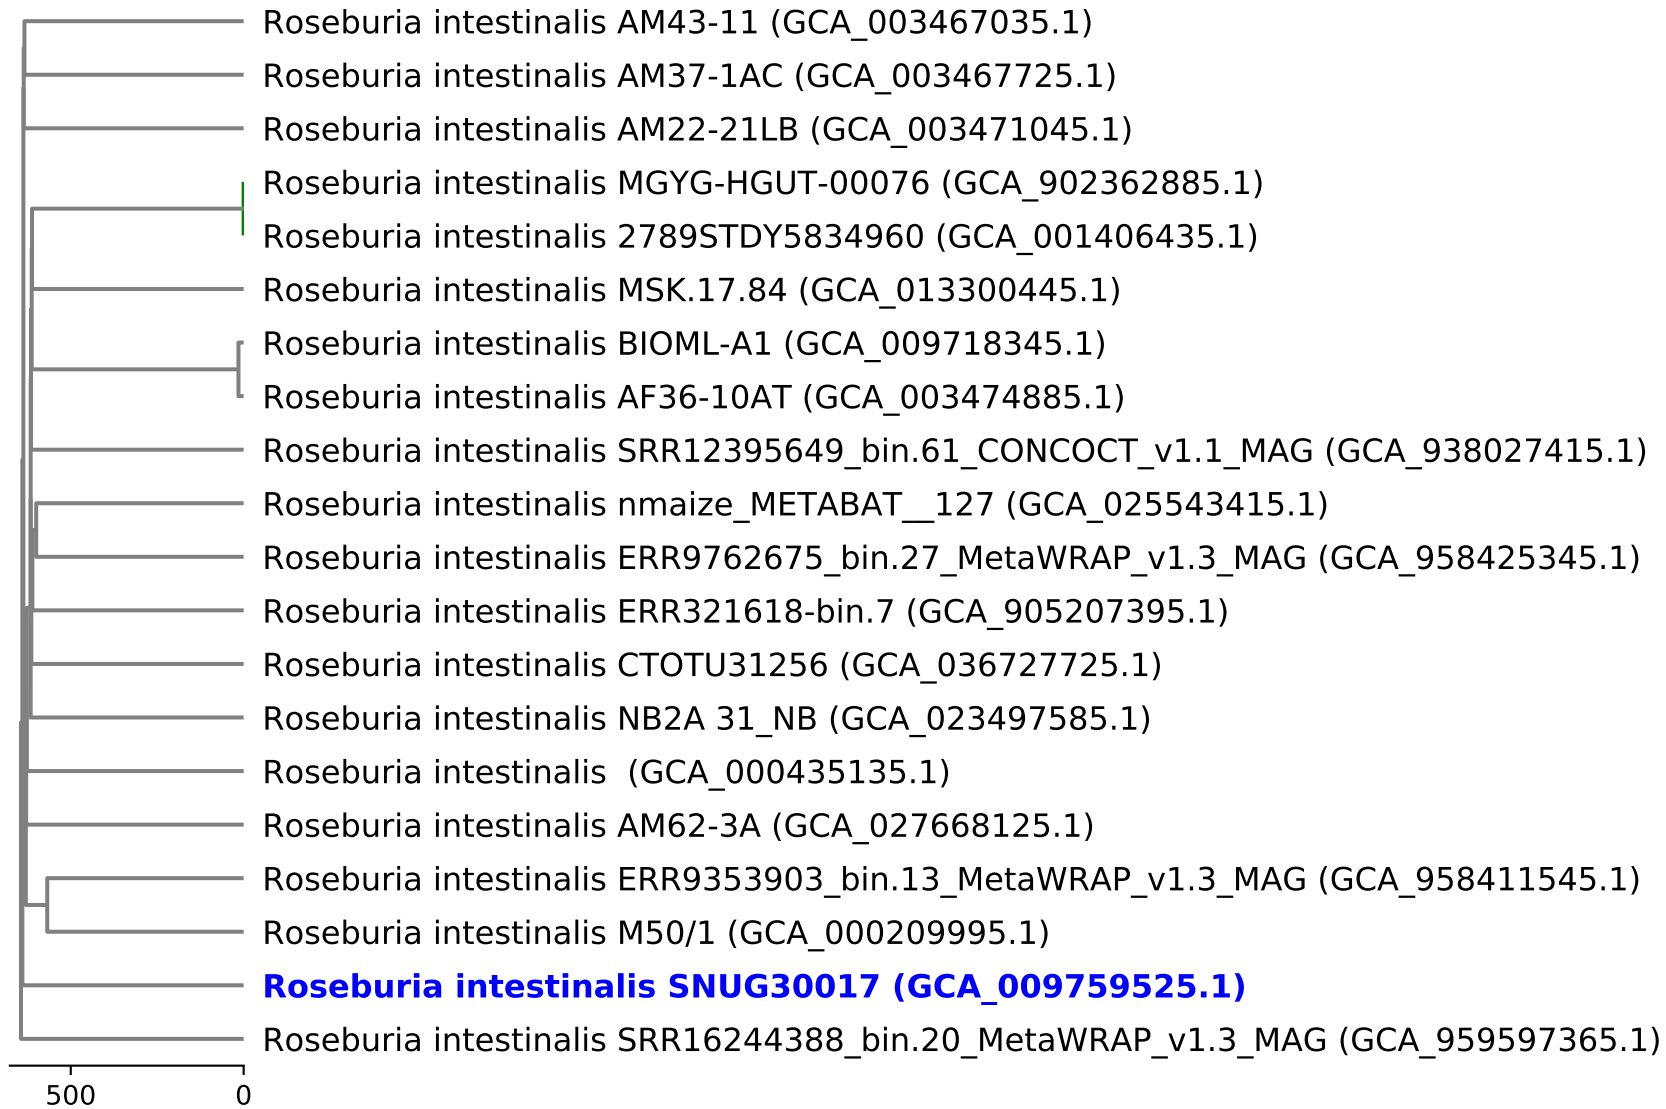 Roseburia intestinalis AM43-11 (GCA_003467035.1)
Roseburia intestinalis AM37-1AC (GCA_003467725.1)
Roseburia intestinalis AM22-21LB (GCA_003471045.1)
Roseburia intestinalis MGYG-HGUT-00076 (GCA_902362885.1)
Roseburia intestinalis 2789STDY5834960 (GCA_001406435.1)
Roseburia intestinalis MSK.17.84 (GCA_013300445.1)
Roseburia intestinalis BIOML-A1 (GCA_009718345.1)
Roseburia intestinalis AF36-10AT (GCA_003474885.1)
Roseburia intestinalis SRR12395649_bin.61_CONCOCT_v1.1_MAG (GCA_938027415.1)
Roseburia intestinalis nmaize_METABAT__127 (GCA_025543415.1)
Roseburia intestinalis ERR9762675_bin.27_MetaWRAP_v1.3_MAG (GCA_958425345.1)
Roseburia intestinalis ERR321618-bin.7 (GCA_905207395.1)
Roseburia intestinalis CTOTU31256 (GCA_036727725.1)
Roseburia intestinalis NB2A 31_NB (GCA_023497585.1)
Roseburia intestinalis  (GCA_000435135.1)
Roseburia intestinalis AM62-3A (GCA_027668125.1)
Roseburia intestinalis ERR9353903_bin.13_MetaWRAP_v1.3_MAG (GCA_958411545.1)
Roseburia intestinalis M50/1 (GCA_000209995.1)
Roseburia intestinalis SNUG30017 (GCA_009759525.1)
Roseburia intestinalis SRR16244388_bin.20_MetaWRAP_v1.3_MAG (GCA_959597365.1)
500 0